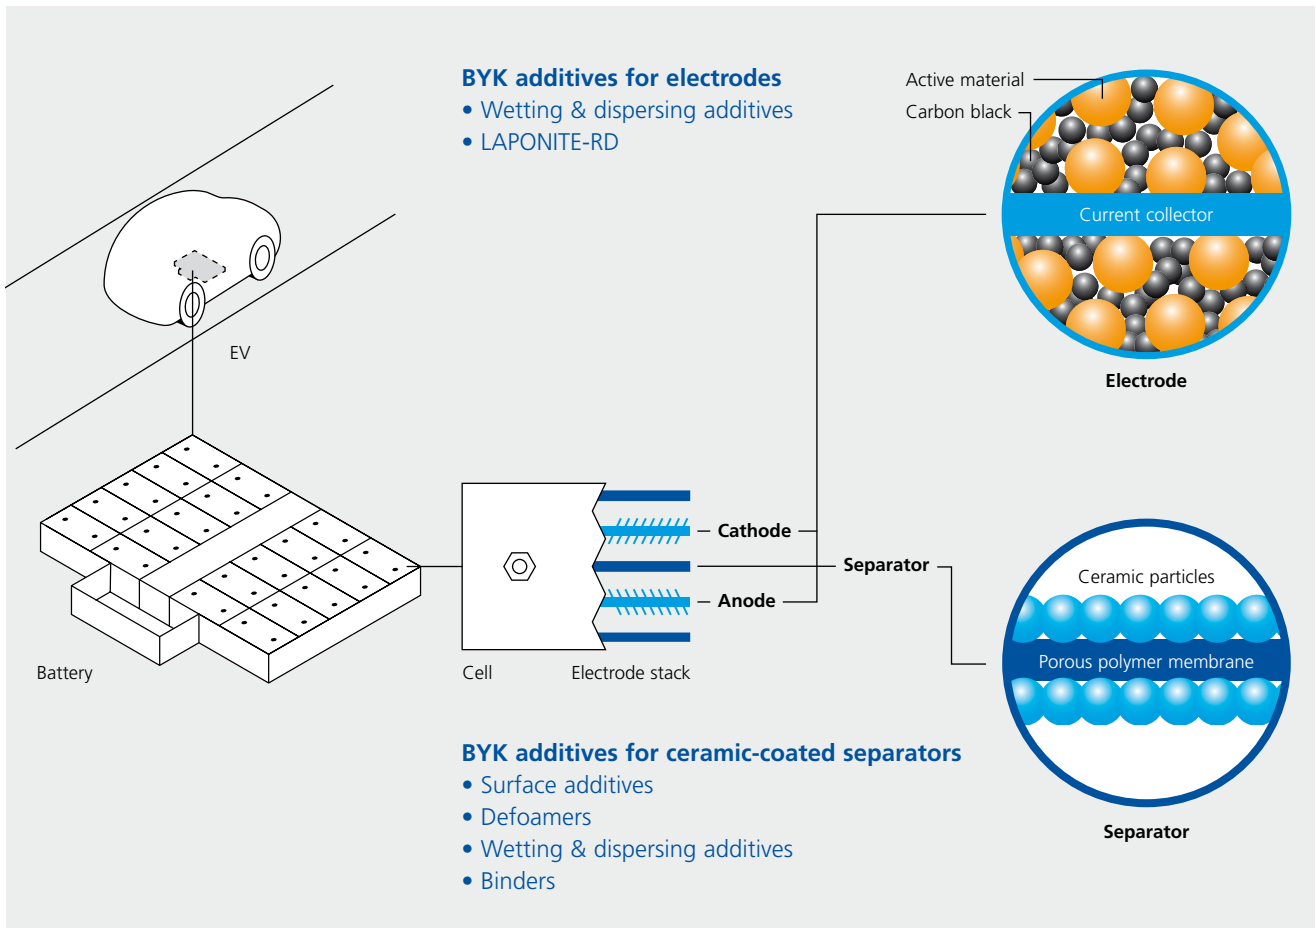 BYK additives for electrodes
• Wetting & dispersing additives
• LAPONITE-RD
Active material
Carbon black
Current collector
Electrode
EV
Battery
Cell
Electrode stack
Cathode
Separator
Anode
Ceramic particles
Porous polymer membrane
Separator
BYK additives for ceramic-coated separators
• Surface additives
• Defoamers
• Wetting & dispersing additives
• Binders